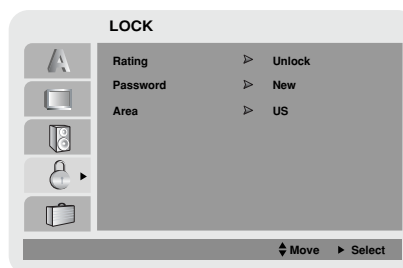 LOCK
A
Rating Unlock
Password New
Area US
Move Select